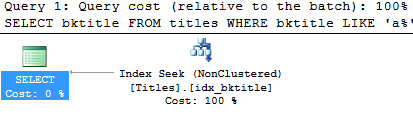 Query 1: Query cost (relative to the batch): 100%
SELECT bktitle FROM titles WHERE bktitle LIKE 'a%'
SELECT
Cost: 0 %
Index Seek (NonClustered)
[Titles].[idx_bktitle]
Cost: 100 %